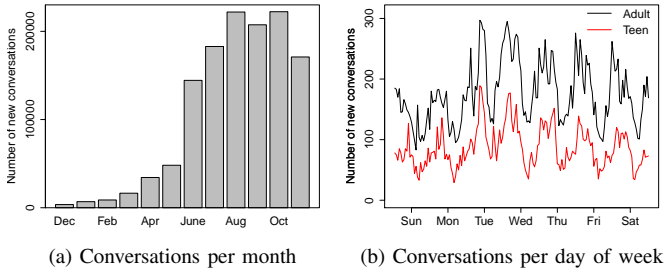 Number of new conversations
0
100000
200000
Dec
Feb
Apr
June
Aug
Oct
(a) Conversations per month
Number of new conversations
0
100
200
300
Adult
Teen
Sun
Mon
Tue
Wed
Thu
Fri
Sat
(b) Conversations per day of week